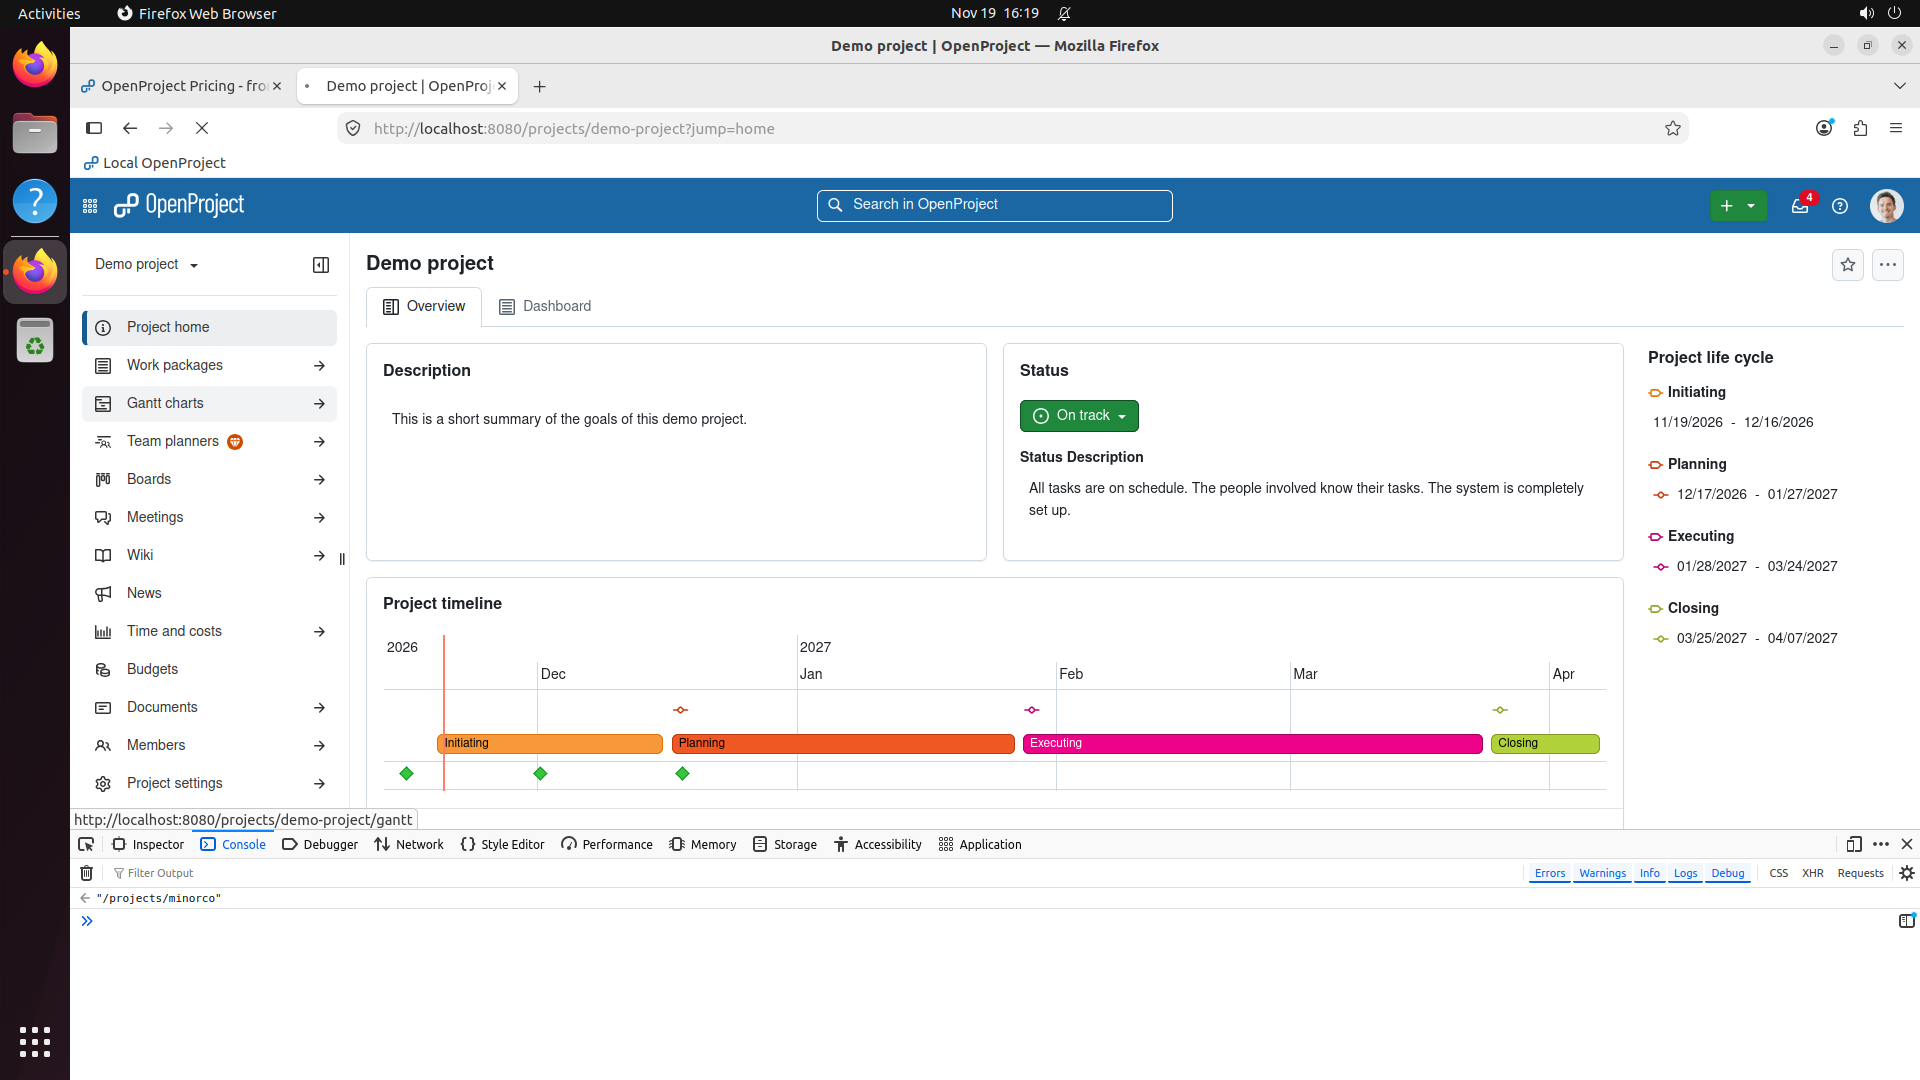 Activities
Firefox Web Browser
Nov 19 16:19
Demo project | OpenProject — Mozilla Firefox
OpenProject Pricing - fro
Demo project | OpenProj
http://localhost:8080/projects/demo-project?jump=home
Local OpenProject
OpenProject
Search in OpenProject
4
Demo project
Project home
Work packages
Gantt charts
Team planners
Boards
Meetings
Wiki
News
Time and costs
Budgets
Documents
Members
Project settings
http://localhost:8080/projects/demo-project/gantt
Demo project
Overview
Dashboard
Description
This is a short summary of the goals of this demo project.
Status
On track
Status Description
All tasks are on schedule. The people involved know their tasks. The system is completely
set up.
Project life cycle
Initiating
11/19/2026 - 12/16/2026
Planning
12/17/2026 - 01/27/2027
Executing
01/28/2027 - 03/24/2027
Closing
03/25/2027 - 04/07/2027
Project timeline
2026
2027
Dec
Jan
Feb
Mar
Apr
Initiating
Planning
Executing
Closing
Inspector
Console
Debugger
Network
Style Editor
Performance
Memory
Storage
Accessibility
Application
Filter Output
Errors
Warnings
Info
Logs
Debug
CSS
XHR
Requests
"/projects/minorco"